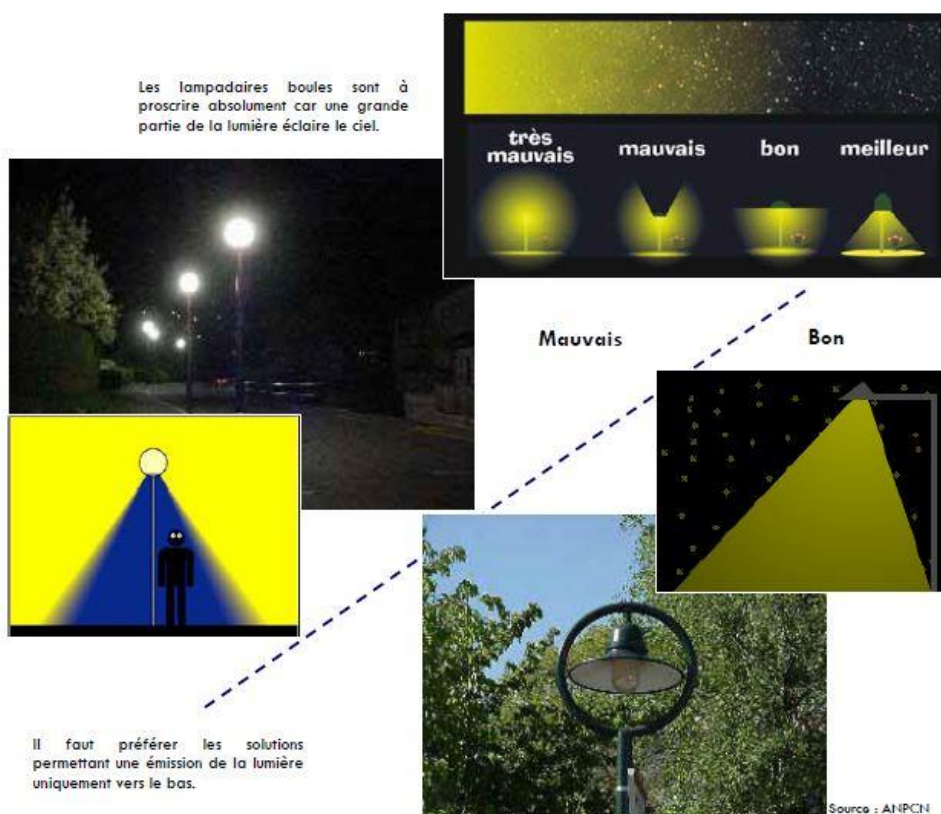 Les lampadaires boules sont à
proscrire absolument car une grande
partie de la lumière éclaire le ciel.
très
mauvais
mauvais
bon
meilleur
Mauvais
Bon
Il faut préférer les solutions
permettant une émission de la lumière
uniquement vers le bas.
Source : ANPCN